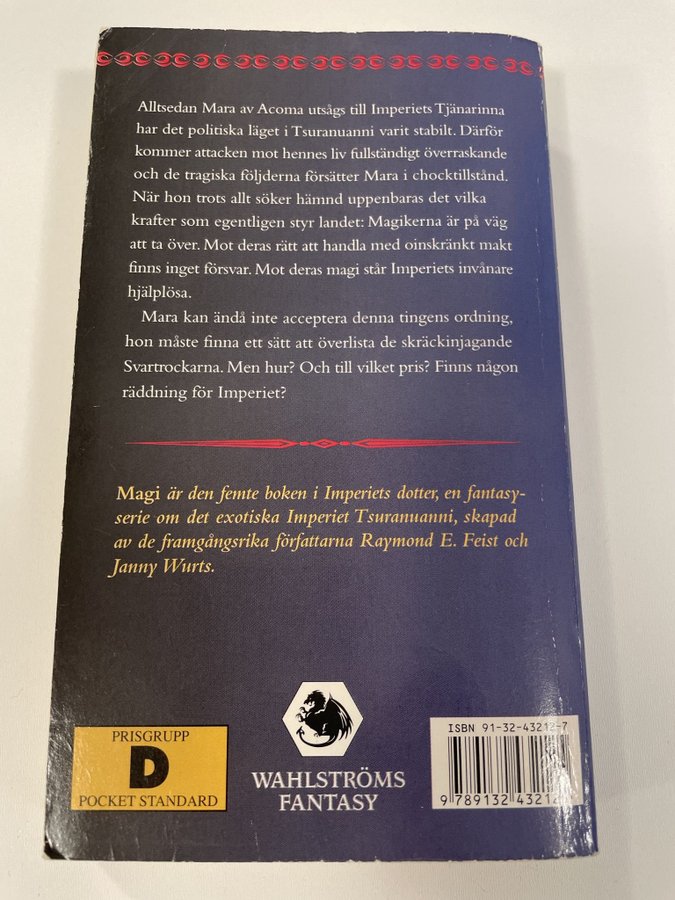 Alltsedan Mara av Acoma utsågs till Imperiets Tjänarinna
har det politiska läget i Tsuranuanni varit stabilt. Därför
kommer attacken mot hennes liv fullständigt överraskande
och de tragiska följderna försätter Mara i chocktillstånd.
När hon trots allt söker hämnd uppenbaras det vilka
krafter som egentligen styr landet: Magikerna är på väg
att ta över. Mot deras rätt att handla med oinskränkt makt
finns inget försvar. Mot deras magi står Imperiets invånare
hjälplösa.
Mara kan ändå inte acceptera denna tingens ordning,
hon måste finna ett sätt att överlista de skräckinjagande
Svartrockarna. Men hur? Och till vilket pris? Finns någon
räddning för Imperiet?
Magi är den femte boken i Imperiets dotter, en fantasy-
serie om det exotiska Imperiet Tsuranuanni, skapad
av de framgångsrika författarna Raymond E. Feist och
Janny Wurts.
PRISGRUPP
D
POCKET STANDARD
WAHLSTRÖMS
FANTASY
ISBN 91-32-43212-7
9 789132 43212